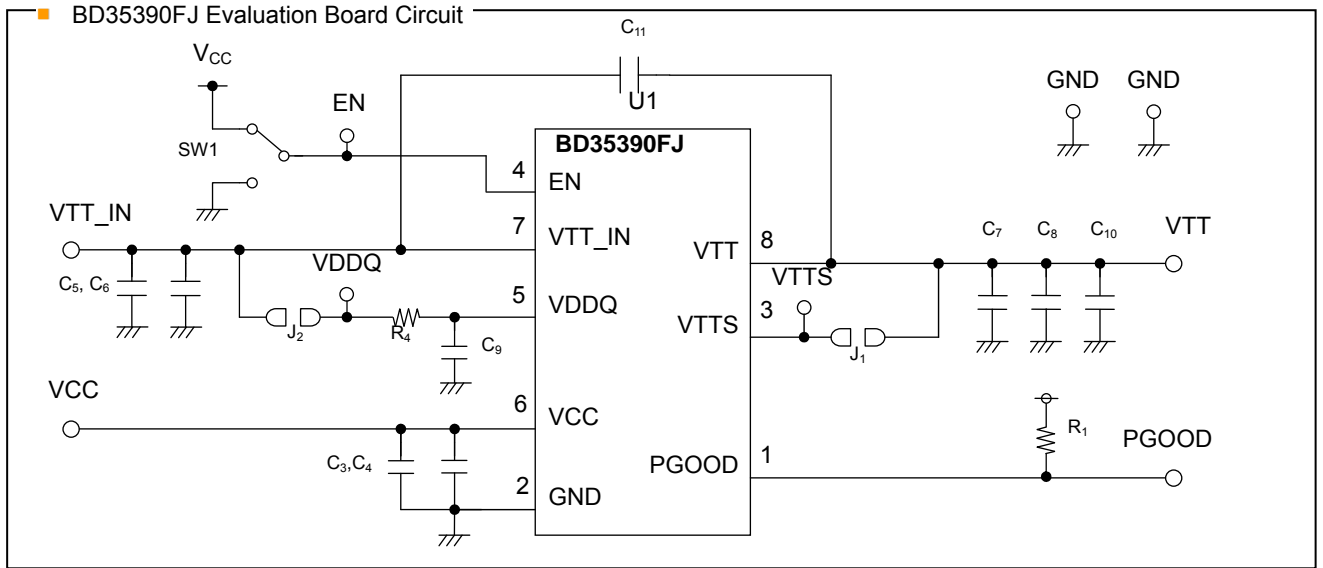 BD35390FJ Evaluation Board Circuit
C11
VCC
GND GND
U1
EN
BD35390FJ
SW1
4
EN
VTT_IN
7
VTT_IN
VTT
8
C7 C8 C10
VTT
VDDQ
VTTS
C5, C6
5
VDDQ
3
VTTS
J2
R4
C9
J1
VCC
6
VCC
R1
PGOOD
C3,C4
PGOOD
1
2
GND